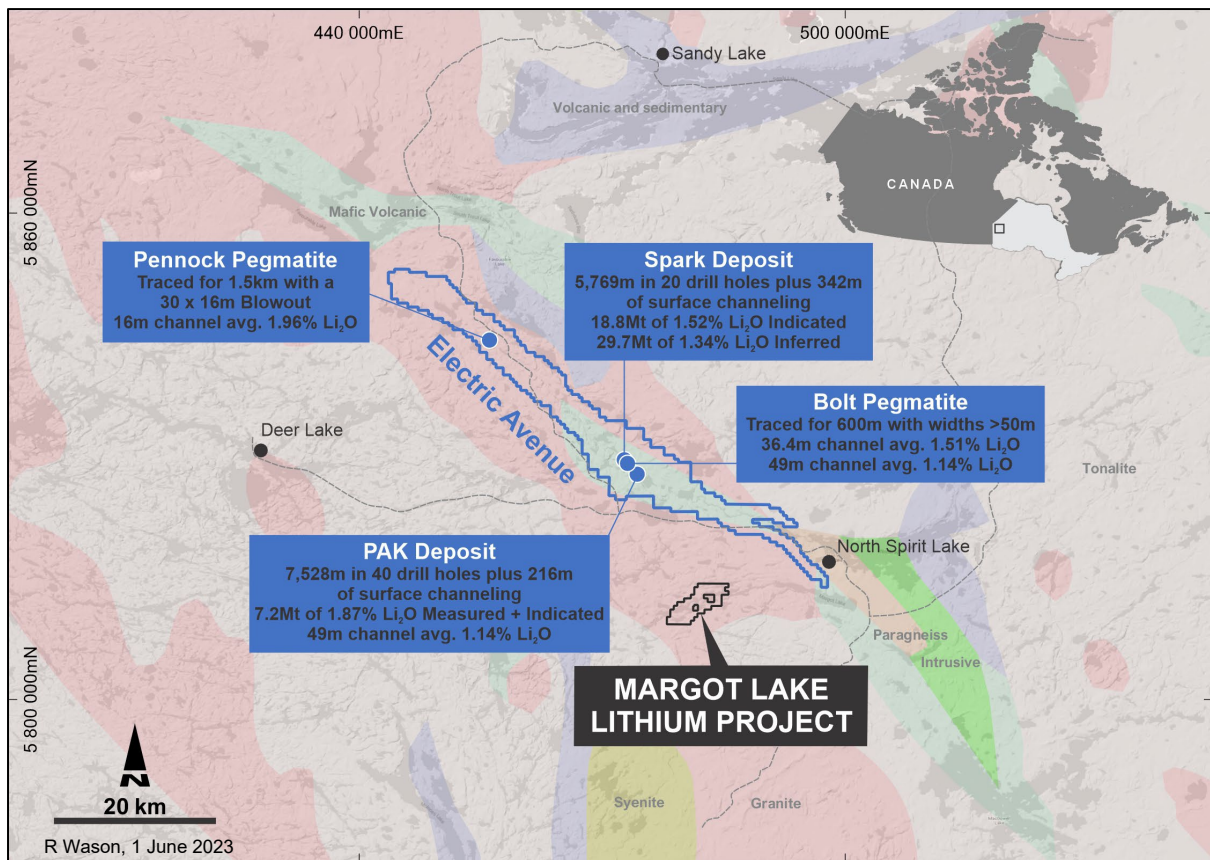 440 000mE
500 000mE
Sandy Lake
Volcanic and sedimentary
CANADA
5 860 000mN
Mafic Volcanic
Pennock Pegmatite
Traced for 1.5km with a
30 x 16m Blowout
16m channel avg. 1.96% Li₂O
Spark Deposit
5,769m in 20 drill holes plus 342m
of surface channeling
18.8Mt of 1.52% Li₂O Indicated
29.7Mt of 1.34% Li₂O Inferred
Electric Avenue
Bolt Pegmatite
Traced for 600m with widths >50m
36.4m channel avg. 1.51% Li₂O
49m channel avg. 1.14% Li₂O
Deer Lake
Tonalite
PAK Deposit
7,528m in 40 drill holes plus 216m
of surface channeling
7.2Mt of 1.87% Li₂O Measured + Indicated
49m channel avg. 1.14% Li₂O
North Spirit Lake
Paragneiss
Intrusive
MARGOT LAKE
LITHIUM PROJECT
5 800 000mN
N
20 km
Syenite
Granite
R Wason, 1 June 2023